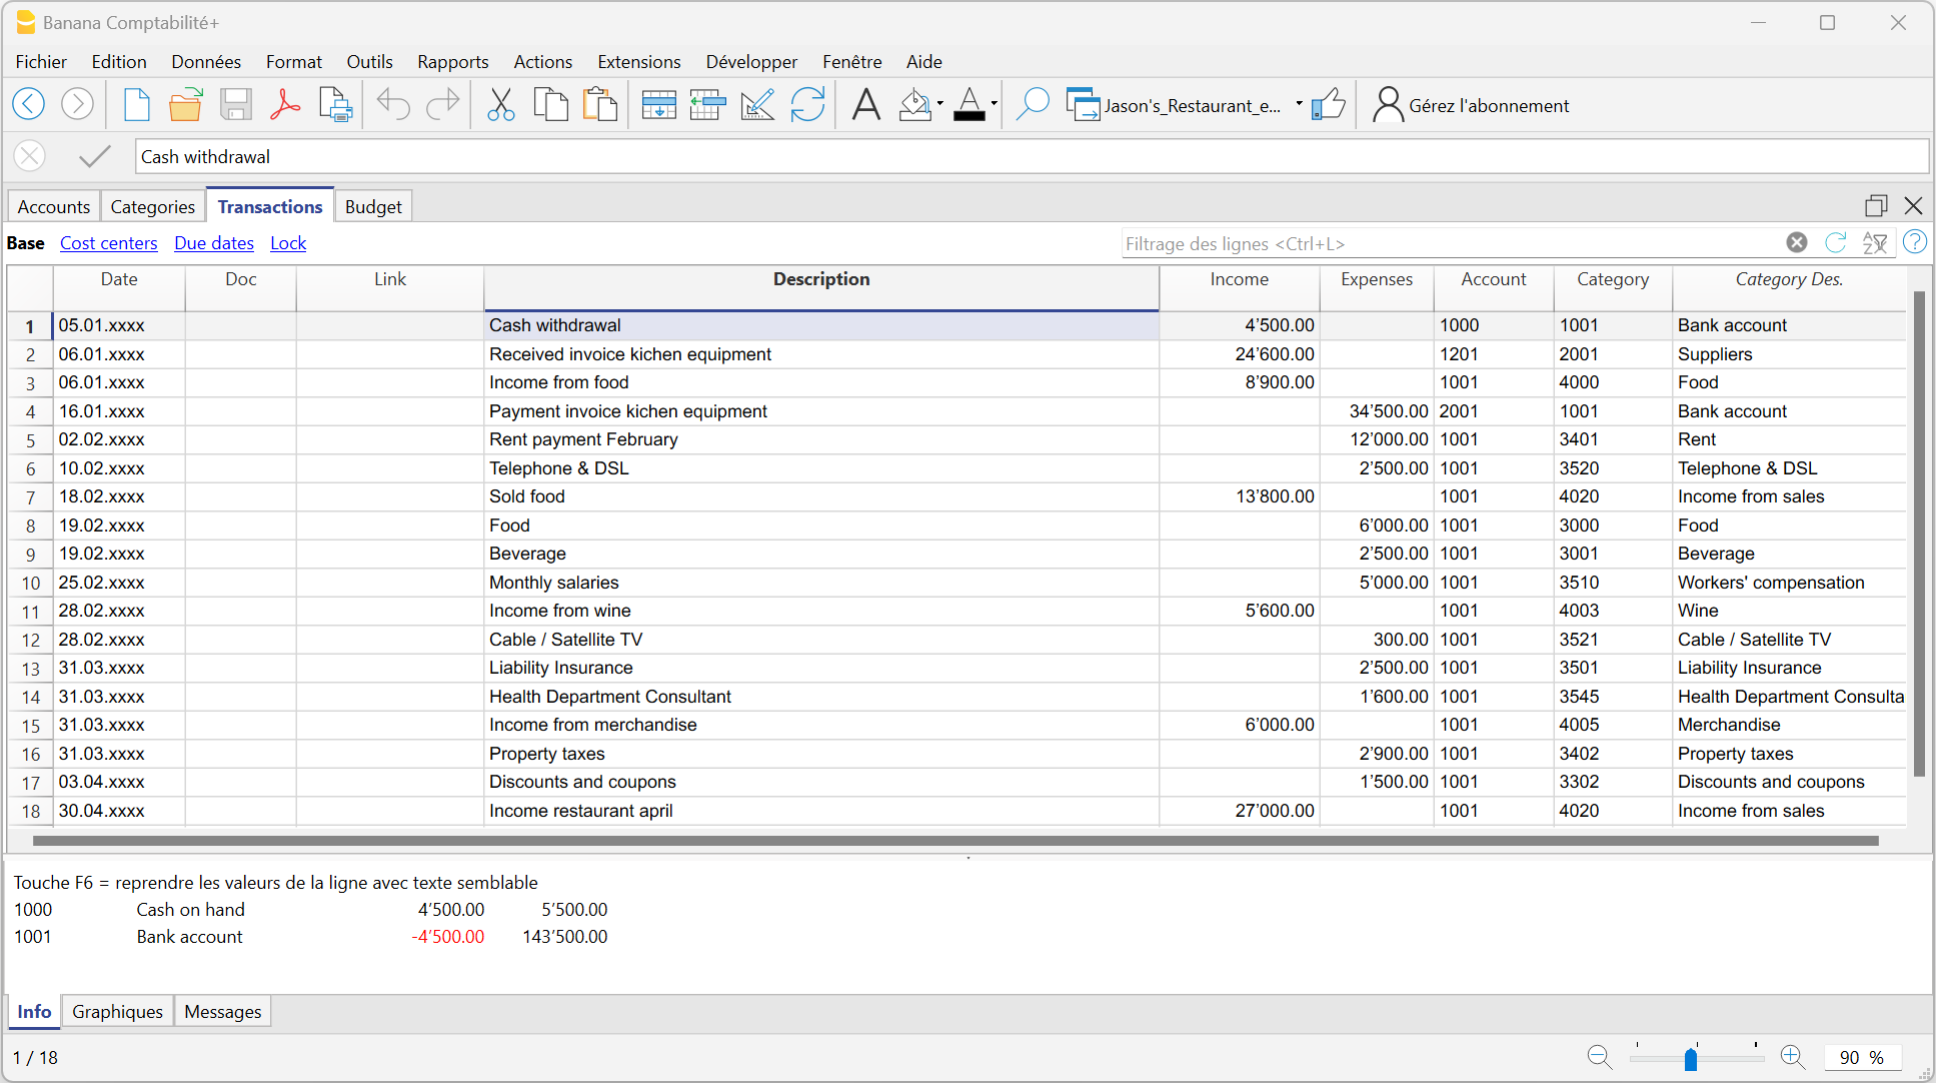 Banana Comptabilité+
Fichier Edition Données Format Outils Rapports Actions Extensions Développer Fenêtre Aide
Jason's_Restaurant_e... Gérez l'abonnement
Cash withdrawal
Accounts Categories Transactions Budget
Base Cost centers Due dates Lock Filtrage des lignes <Ctrl+L>
Date Doc Link Description Income Expenses Account Category Category Des.
1 05.01.xxxx Cash withdrawal 4’500.00 1000 1001 Bank account
2 06.01.xxxx Received invoice kichen equipment 24’600.00 1201 2001 Suppliers
3 06.01.xxxx Income from food 8’900.00 1001 4000 Food
4 16.01.xxxx Payment invoice kichen equipment 34’500.00 2001 1001 Bank account
5 02.02.xxxx Rent payment February 12’000.00 1001 3401 Rent
6 10.02.xxxx Telephone & DSL 2’500.00 1001 3520 Telephone & DSL
7 18.02.xxxx Sold food 13’800.00 1001 4020 Income from sales
8 19.02.xxxx Food 6’000.00 1001 3000 Food
9 19.02.xxxx Beverage 2’500.00 1001 3001 Beverage
10 25.02.xxxx Monthly salaries 5’000.00 1001 3510 Workers' compensation
11 28.02.xxxx Income from wine 5’600.00 1001 4003 Wine
12 28.02.xxxx Cable / Satellite TV 300.00 1001 3521 Cable / Satellite TV
13 31.03.xxxx Liability Insurance 2’500.00 1001 3501 Liability Insurance
14 31.03.xxxx Health Department Consultant 1’600.00 1001 3545 Health Department Consulta
15 31.03.xxxx Income from merchandise 6’000.00 1001 4005 Merchandise
16 31.03.xxxx Property taxes 2’900.00 1001 3402 Property taxes
17 03.04.xxxx Discounts and coupons 1’500.00 1001 3302 Discounts and coupons
18 30.04.xxxx Income restaurant april 27’000.00 1001 4020 Income from sales
Touche F6 = reprendre les valeurs de la ligne avec texte semblable
1000 Cash on hand 4’500.00 5’500.00
1001 Bank account -4’500.00 143’500.00
Info Graphiques Messages
1 / 18 90 %